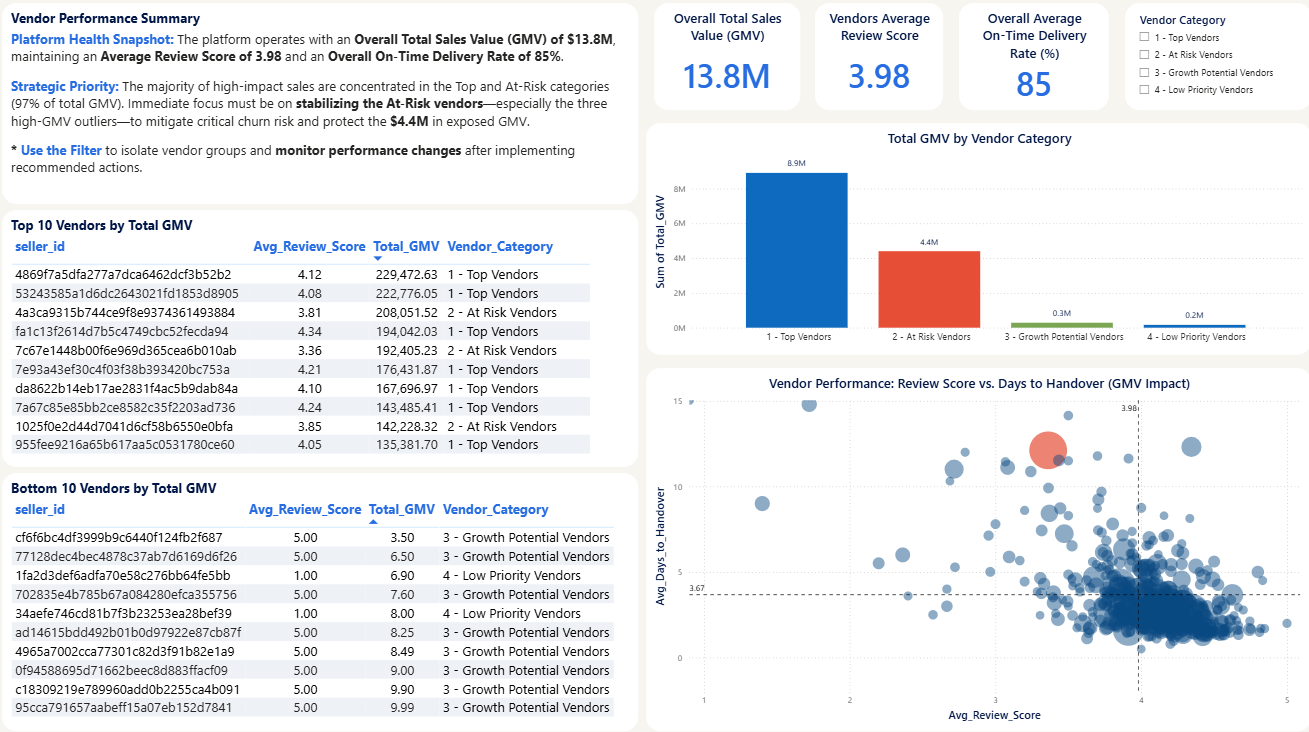 Vendor Performance Summary
Platform Health Snapshot: The platform operates with an Overall Total Sales Value (GMV) of $13.8M,
maintaining an Average Review Score of 3.98 and an Overall On-Time Delivery Rate of 85%.
Strategic Priority: The majority of high-impact sales are concentrated in the Top and At-Risk categories
(97% of total GMV). Immediate focus must be on stabilizing the At-Risk vendors—especially the three
high-GMV outliers—to mitigate critical churn risk and protect the $4.4M in exposed GMV.
* Use the Filter to isolate vendor groups and monitor performance changes after implementing
recommended actions.
Top 10 Vendors by Total GMV
seller_id Avg_Review_Score Total_GMV Vendor_Category
4869f7a5dfa277a7dca6462dcf3b52b2 4.12 229,472.63 1 - Top Vendors
53243585a1d6dc2643021fd1853d8905 4.08 222,776.05 1 - Top Vendors
4a3ca9315b744ce9f8e9374361493884 3.81 208,051.52 2 - At Risk Vendors
fa1c13f2614d7b5c4749cbc52fecda94 4.34 194,042.03 1 - Top Vendors
7c67e1448b00f6e969d365cea6b010ab 3.36 192,405.23 2 - At Risk Vendors
7e93a43ef30c4f03f38b393420bc753a 4.21 176,431.87 1 - Top Vendors
da8622b14eb17ae2831f4ac5b9dab84a 4.10 167,696.97 1 - Top Vendors
7a67c85e85bb2ce8582c35f2203ad736 4.24 143,485.41 1 - Top Vendors
1025f0e2d44d7041d6cf58b6550e0bfa 3.85 142,228.32 2 - At Risk Vendors
955fee9216a65b617aa5c0531780ce60 4.05 135,381.70 1 - Top Vendors
Bottom 10 Vendors by Total GMV
seller_id Avg_Review_Score Total_GMV Vendor_Category
cf6f6bc4df3999b9c6440f124fb2f687 5.00 3.50 3 - Growth Potential Vendors
77128dec4bec4878c37ab7d6169d6f26 5.00 6.50 3 - Growth Potential Vendors
1fa2d3def6adfa70e58c276bb64fe5bb 1.00 6.90 4 - Low Priority Vendors
702835e4b785b67a084280efca355756 5.00 7.60 3 - Growth Potential Vendors
34aefe746cd81b7f3b23253ea28bef39 1.00 8.00 4 - Low Priority Vendors
ad14615bdd492b01b0d97922e87cb87f 5.00 8.25 3 - Growth Potential Vendors
4965a7002cca77301c82d3f91b82e1a9 5.00 8.49 3 - Growth Potential Vendors
0f94588695d71662beec8d883ffacf09 5.00 9.00 3 - Growth Potential Vendors
c18309219e789960add0b2255ca4b091 5.00 9.90 3 - Growth Potential Vendors
95cca791657aabeff15a07eb152d7841 5.00 9.99 3 - Growth Potential Vendors
Overall Total Sales
Value (GMV)
13.8M
Vendors Average
Review Score
3.98
Overall Average
On-Time Delivery
Rate (%)
85
Vendor Category
1 - Top Vendors
2 - At Risk Vendors
3 - Growth Potential Vendors
4 - Low Priority Vendors
Total GMV by Vendor Category
Sum of Total_GMV
8M
6M
4M
2M
0M
8.9M
4.4M
0.3M
0.2M
1 - Top Vendors
2 - At Risk Vendors
3 - Growth Potential Vendors
4 - Low Priority Vendors
Vendor Performance: Review Score vs. Days to Handover (GMV Impact)
Avg_Days_to_Handover
15
10
5
0
3.67
3.98
1 2 3 4 5
Avg_Review_Score